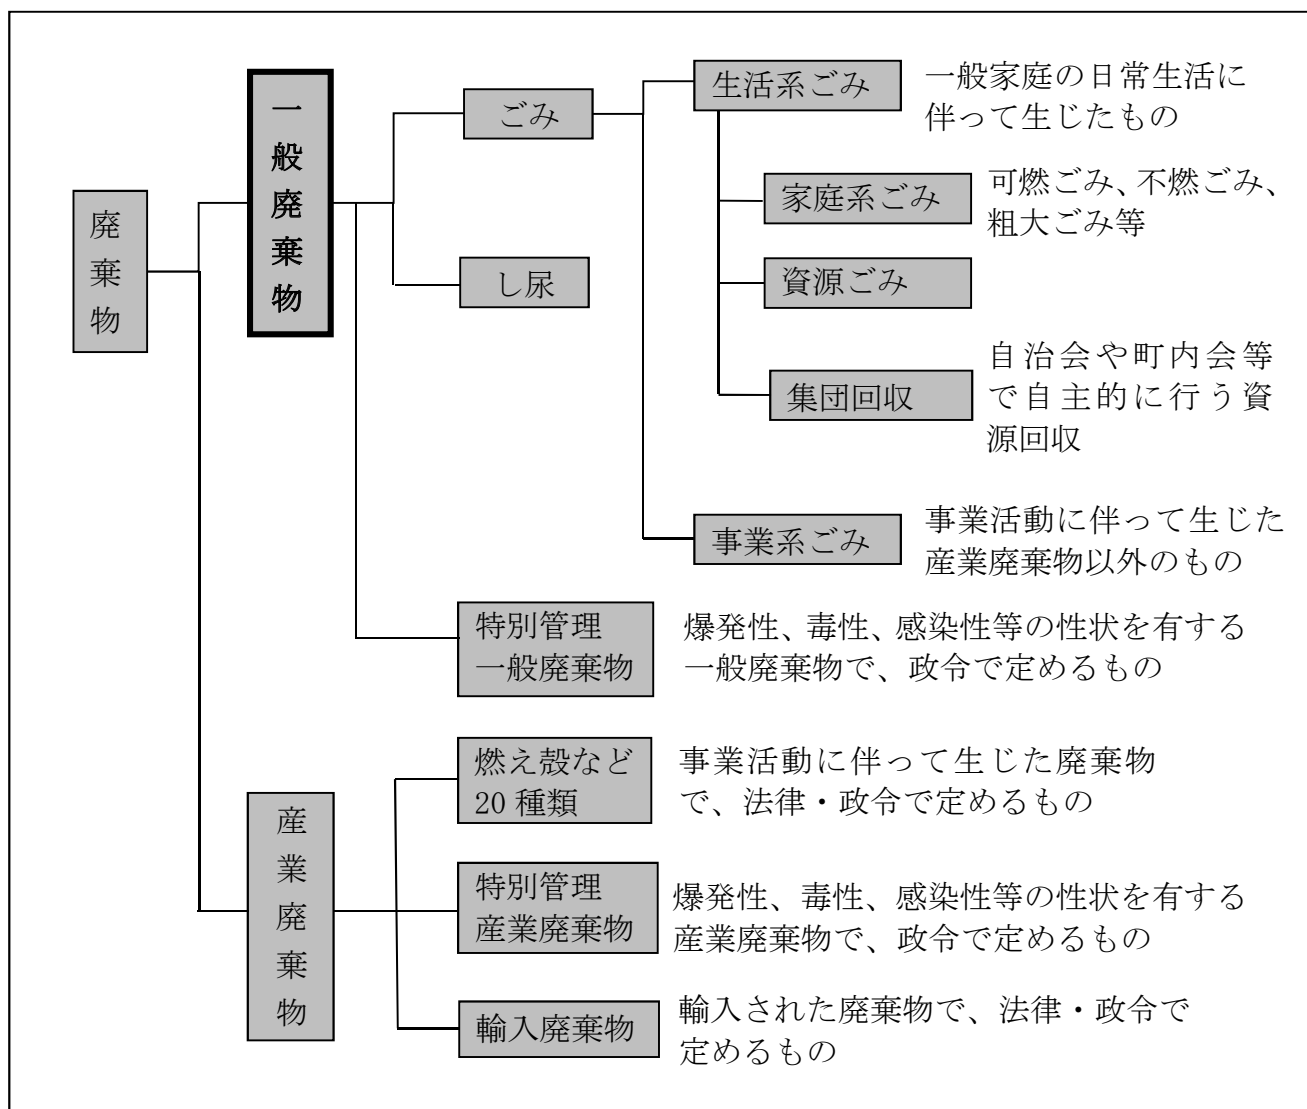 廃棄物
一般廃棄物
ごみ
生活系ごみ
一般家庭の日常生活に
伴って生じたもの
家庭系ごみ
可燃ごみ、不燃ごみ、
粗大ごみ等
資源ごみ
集団回収
自治会や町内会等
で自主的に行う資
源回収
事業系ごみ
事業活動に伴って生じた
産業廃棄物以外のもの
し尿
特別管理
一般廃棄物
爆発性、毒性、感染性等の性状を有する
一般廃棄物で、政令で定めるもの
産業廃棄物
燃え殻など
20 種類
事業活動に伴って生じた廃棄物
で、法律・政令で定めるもの
特別管理
産業廃棄物
爆発性、毒性、感染性等の性状を有する
産業廃棄物で、政令で定めるもの
輸入廃棄物
輸入された廃棄物で、法律・政令で
定めるもの